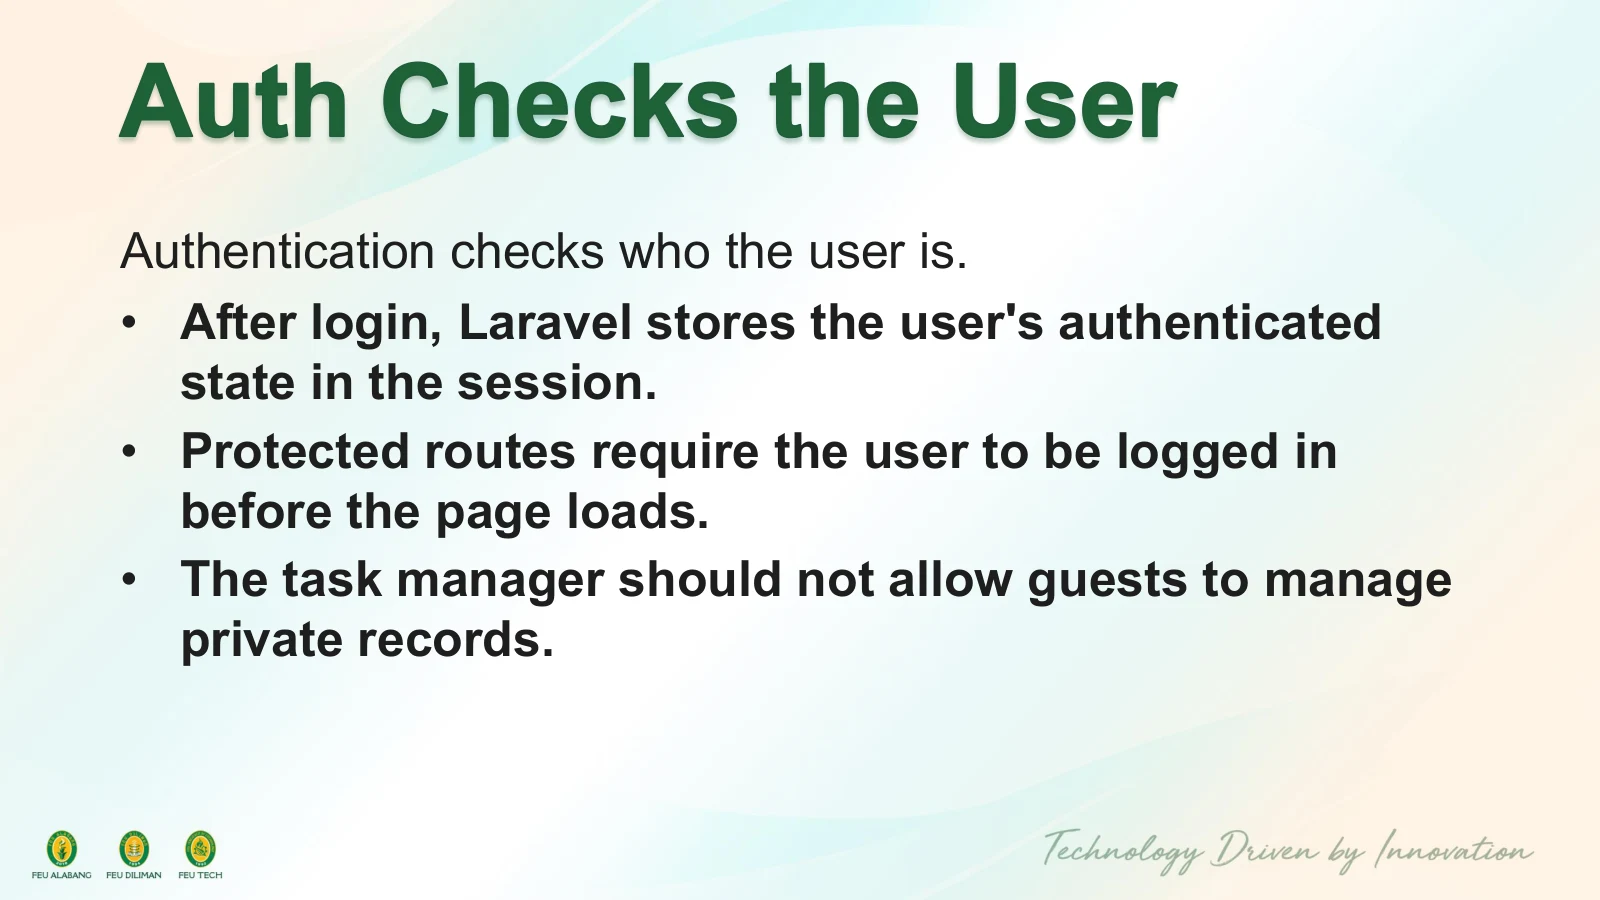 Auth Checks the User
Authentication checks who the user is.
• After login, Laravel stores the user's authenticated
state in the session.
• Protected routes require the user to be logged in
before the page loads.
• The task manager should not allow guests to manage
private records.
FEU ALABANG FEU DILIMAN FEU TECH
Technology Driven by Innovation